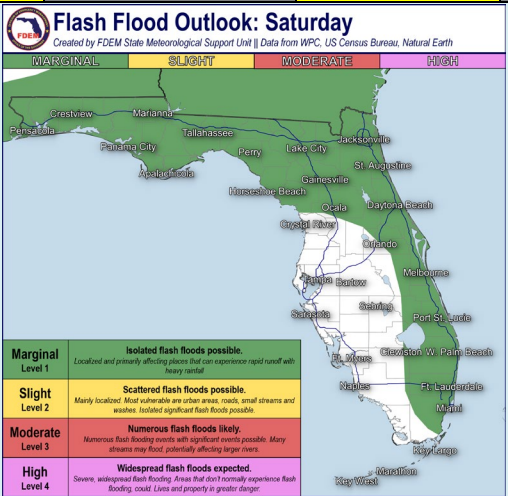 FDEM
Flash Flood Outlook: Saturday
Created by FDEM State Meteorological Support Unit || Data from WPC, US Census Bureau, Natural Earth
MARGINAL SLIGHT MODERATE HIGH
Crestview
Marianna
Pensacola
Tallahassee
Jacksonville
Panama City
Perry
Lake City
Apalachicola
St. Augustine
Gainesville
Horseshoe Beach
Ocala
Daytona Beach
Crystal River
Orlando
Melbourne
Tampa
Bartow
Sebring
Sarasota
Port St. Lucie
Ft. Myers
Clewiston
W. Palm Beach
Naples
Ft. Lauderdale
Miami
Key Largo
Marathon
Key West
Marginal
Level 1
Isolated flash floods possible.
Localized and primarily affecting places that can experience rapid runoff with
heavy rainfall
Slight
Level 2
Scattered flash floods possible.
Mainly localized. Most vulnerable are urban areas, roads, small streams and
washes. Isolated significant flash floods possible.
Moderate
Level 3
Numerous flash flooding likely.
Numerous flash flooding events with significant events possible. Many
streams may flood, potentially affecting larger rivers.
High
Level 4
Widespread flash floods expected.
Severe, widespread flash flooding. Areas that don't normally experience flash
flooding, could. Lives and property in greater danger.